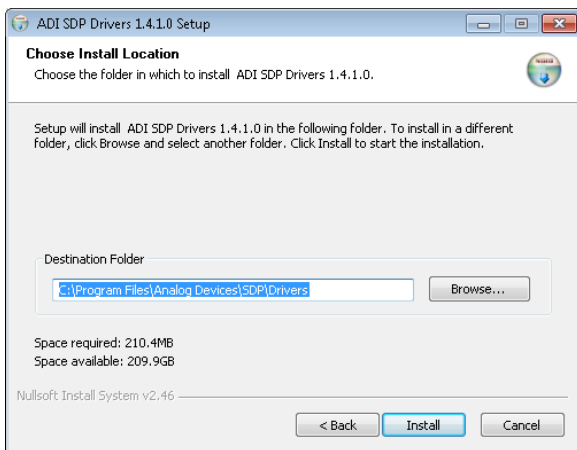 ADI SDP Drivers 1.4.1.0 Setup
Choose Install Location
Choose the folder in which to install ADI SDP Drivers 1.4.1.0.
Setup will install ADI SDP Drivers 1.4.1.0 in the following folder. To install in a different
folder, click Browse and select another folder. Click Install to start the installation.
Destination Folder
C:\Program Files\Analog Devices\SDP\Drivers
Browse...
Space required: 210.4MB
Space available: 209.9GB
Nullsoft Install System v2.46
< Back
Install
Cancel